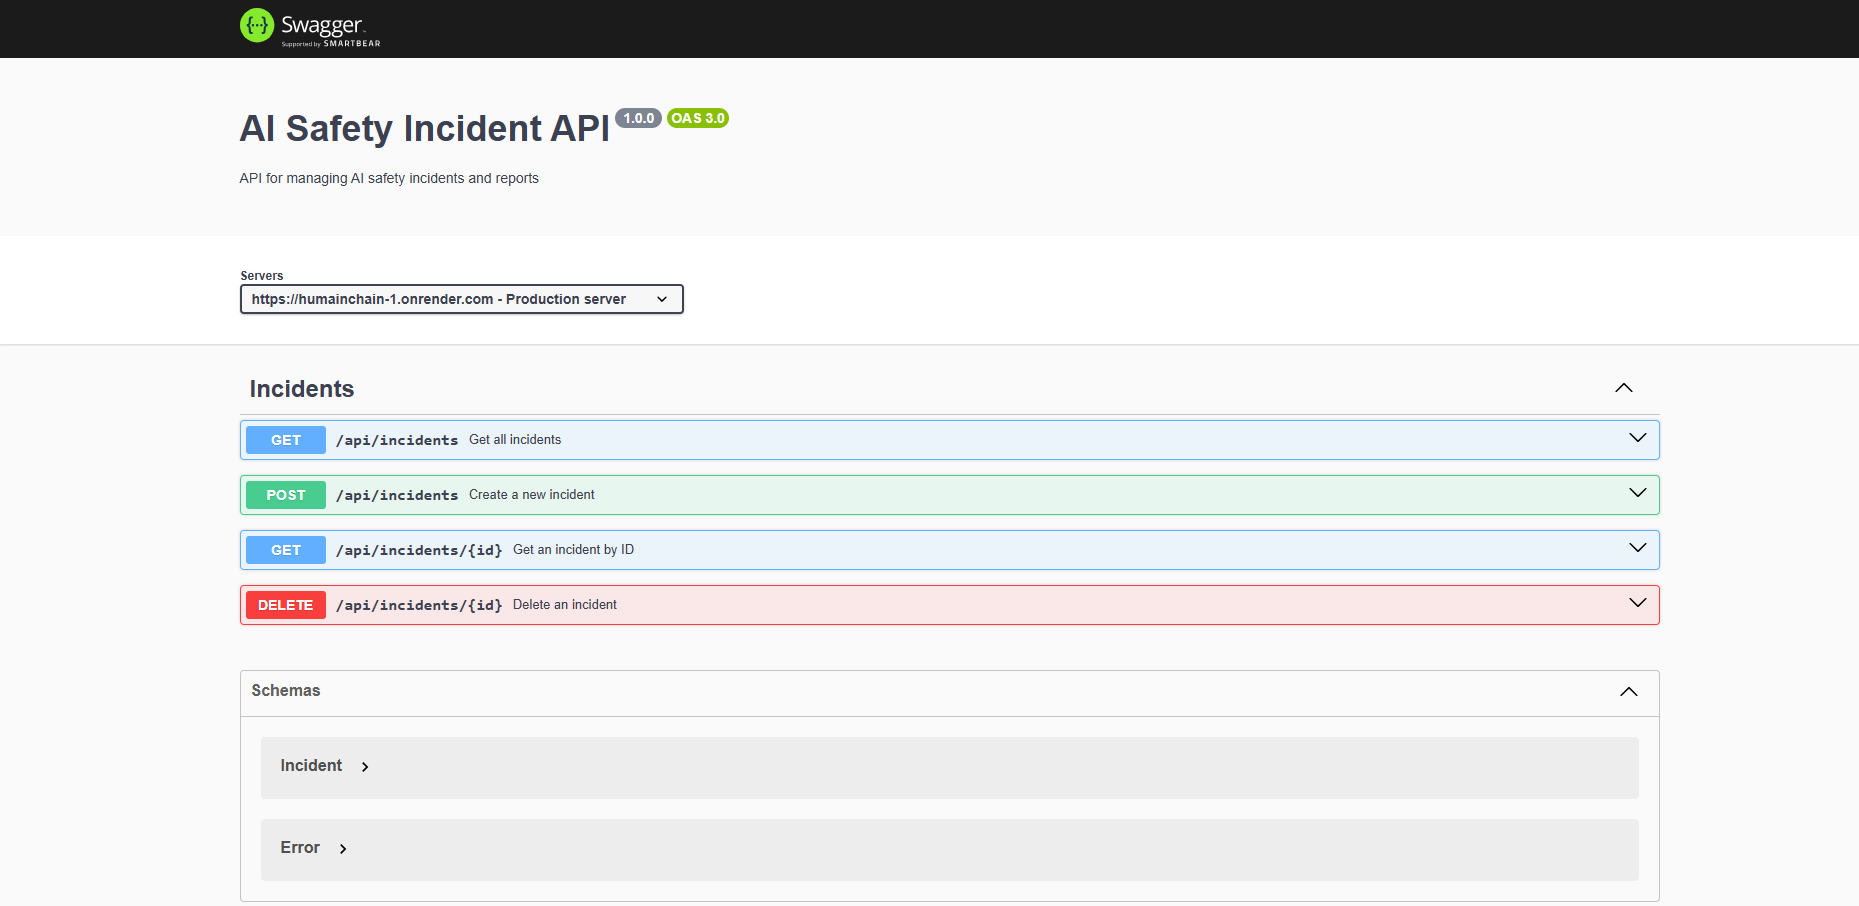 {···} Swagger
Supported by SMARTBEAR
AI Safety Incident API 1.0.0 OAS 3.0
API for managing AI safety incidents and reports
Servers
https://humainchain-1.onrender.com - Production server
Incidents
GET /api/incidents Get all incidents
POST /api/incidents Create a new incident
GET /api/incidents/{id} Get an incident by ID
DELETE /api/incidents/{id} Delete an incident
Schemas
Incident
Error